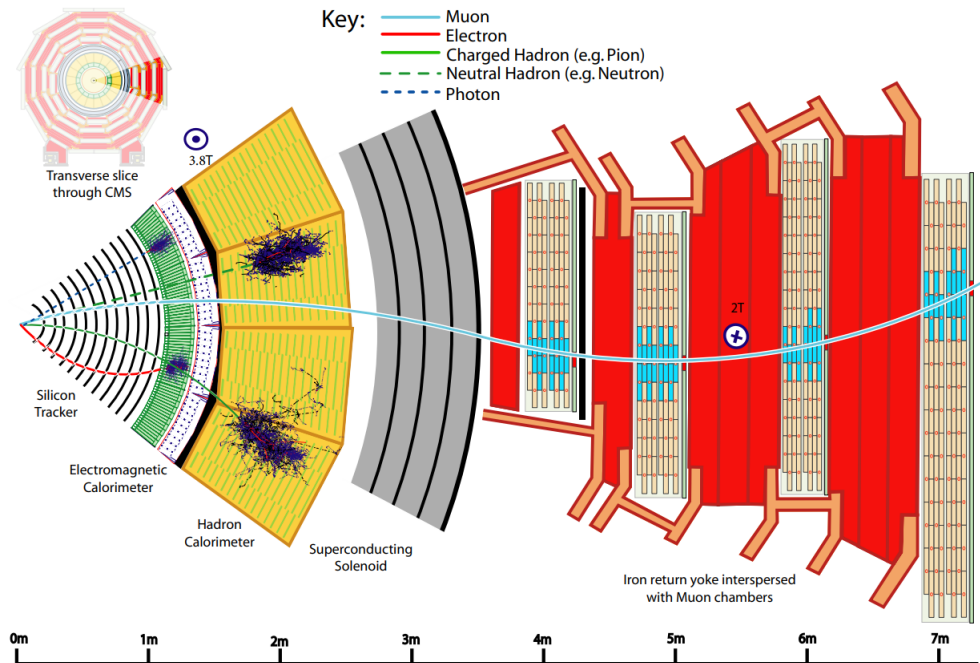 Key:
Muon
Electron
Charged Hadron (e.g. Pion)
Neutral Hadron (e.g. Neutron)
Photon
Transverse slice
through CMS
3.8T
2T
Silicon
Tracker
Electromagnetic
Calorimeter
Hadron
Calorimeter
Superconducting
Solenoid
Iron return yoke interspersed
with Muon chambers
0m 1m 2m 3m 4m 5m 6m 7m